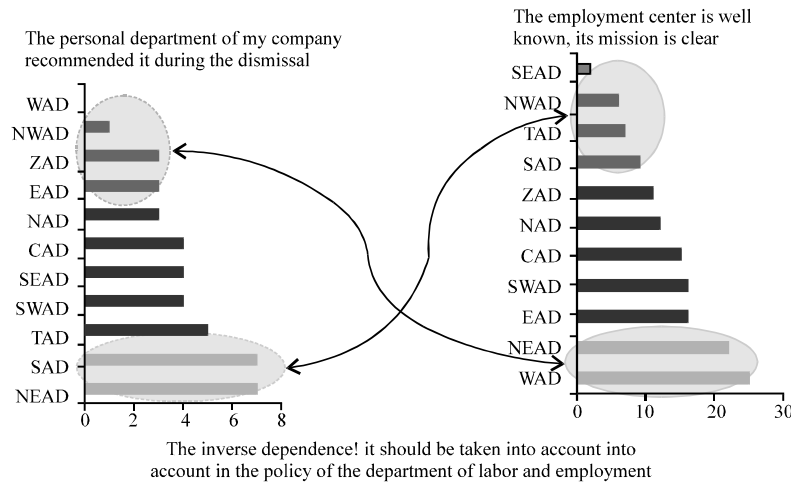 The personal department of my company
recommended it during the dismissal
WAD
NWAD
ZAD
EAD
NAD
CAD
SEAD
SWAD
TAD
SAD
NEAD
0 2 4 6 8
The employment center is well
known, its mission is clear
SEAD
NWAD
TAD
SAD
ZAD
NAD
CAD
SWAD
EAD
NEAD
WAD
0 10 20 30
The inverse dependence! it should be taken into account into
account in the policy of the department of labor and employment